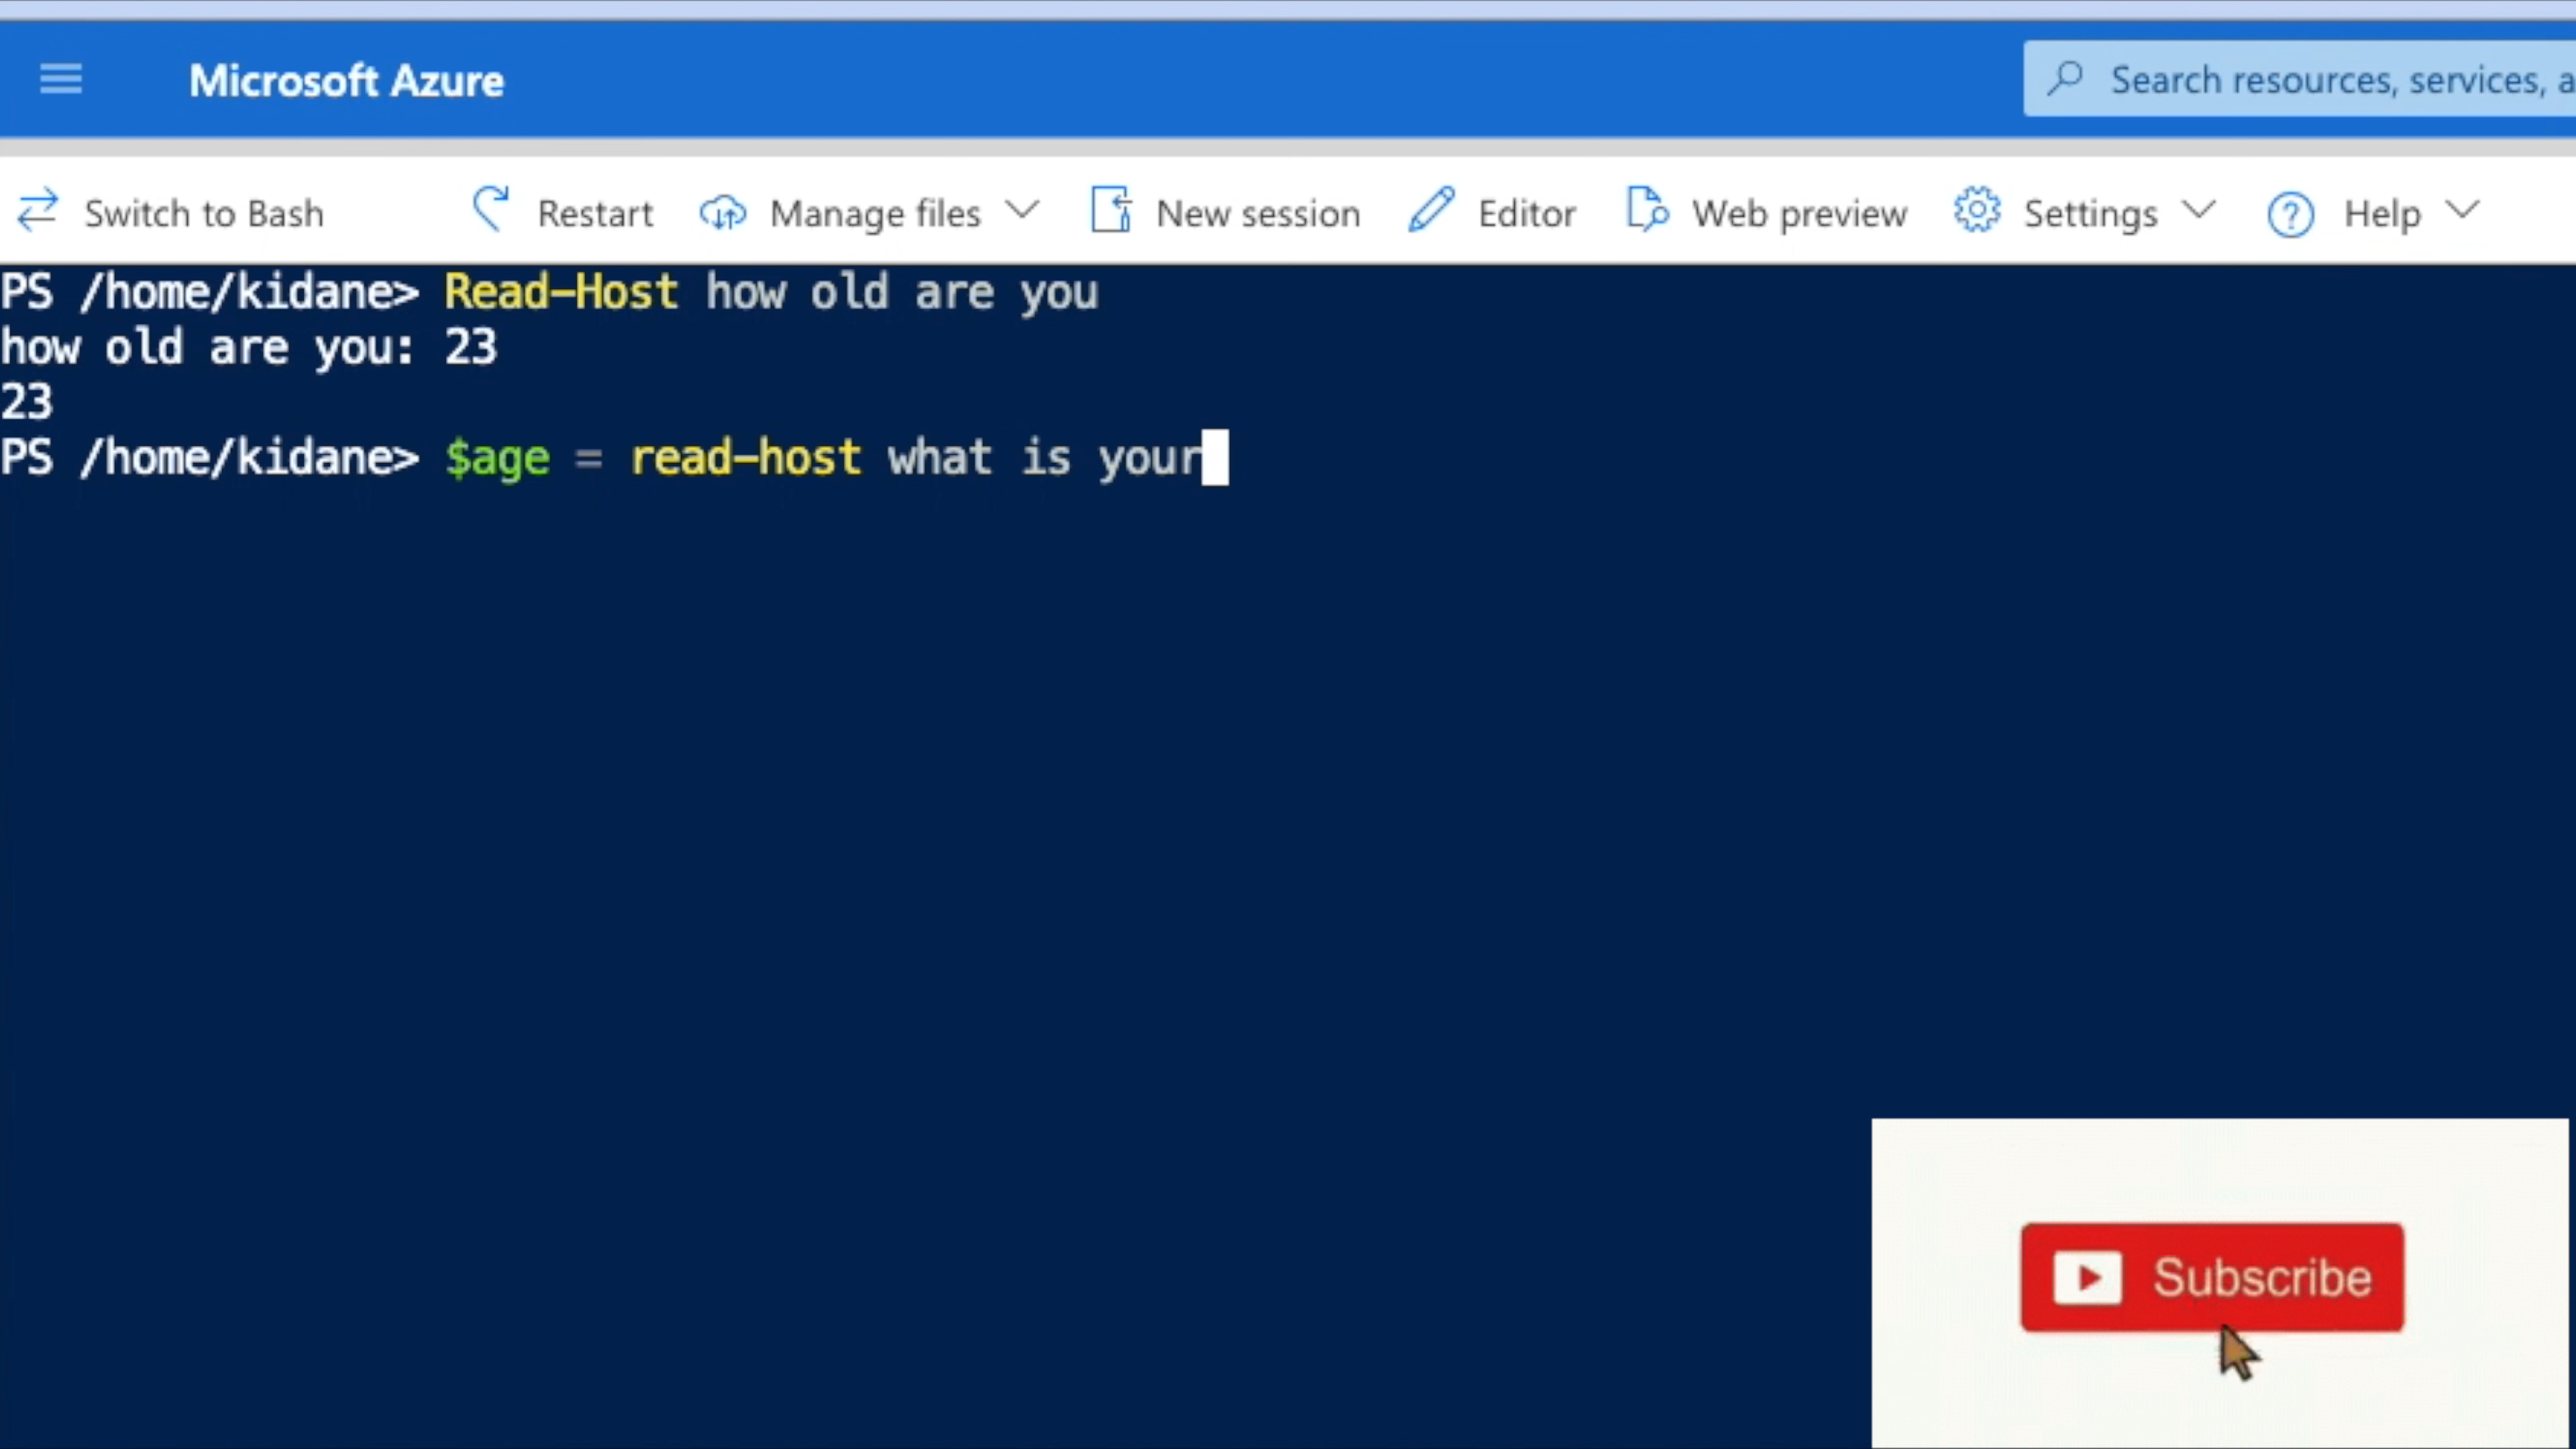 Microsoft Azure
Search resources, services, a
Switch to Bash Restart Manage files New session Editor Web preview Settings Help
PS /home/kidane> Read-Host how old are you
how old are you: 23
23
PS /home/kidane> $age = read-host what is your
Subscribe